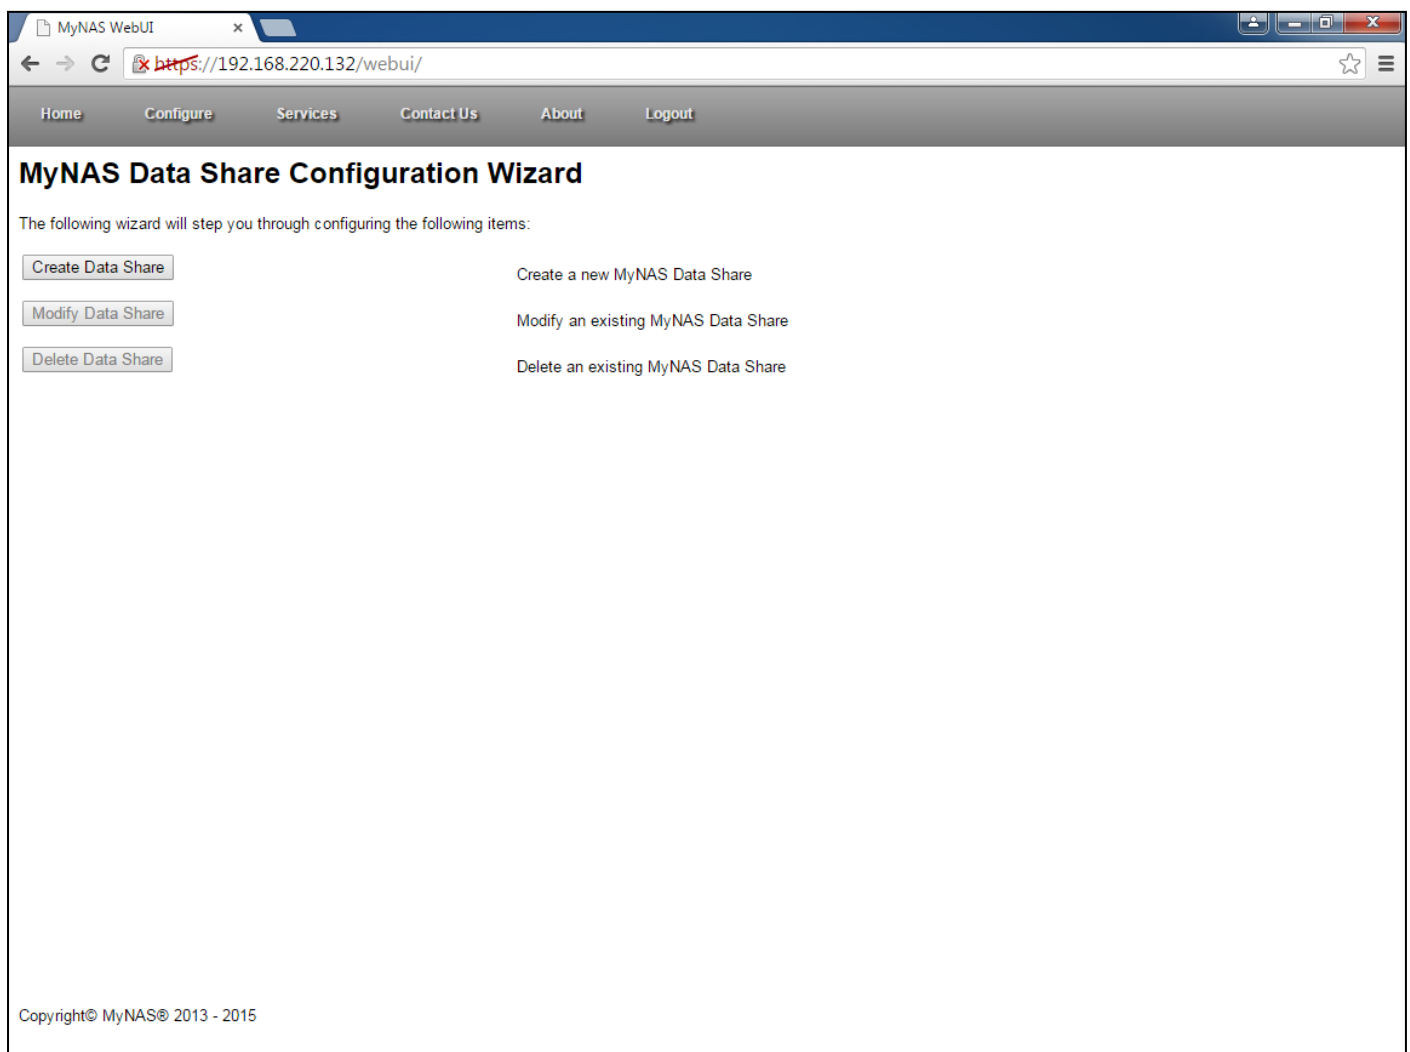 MyNAS WebUI
https://192.168.220.132/webui/
Home Configure Services Contact Us About Logout
MyNAS Data Share Configuration Wizard
The following wizard will step you through configuring the following items:
Create Data Share Create a new MyNAS Data Share
Modify Data Share Modify an existing MyNAS Data Share
Delete Data Share Delete an existing MyNAS Data Share
Copyright© MyNAS® 2013 - 2015